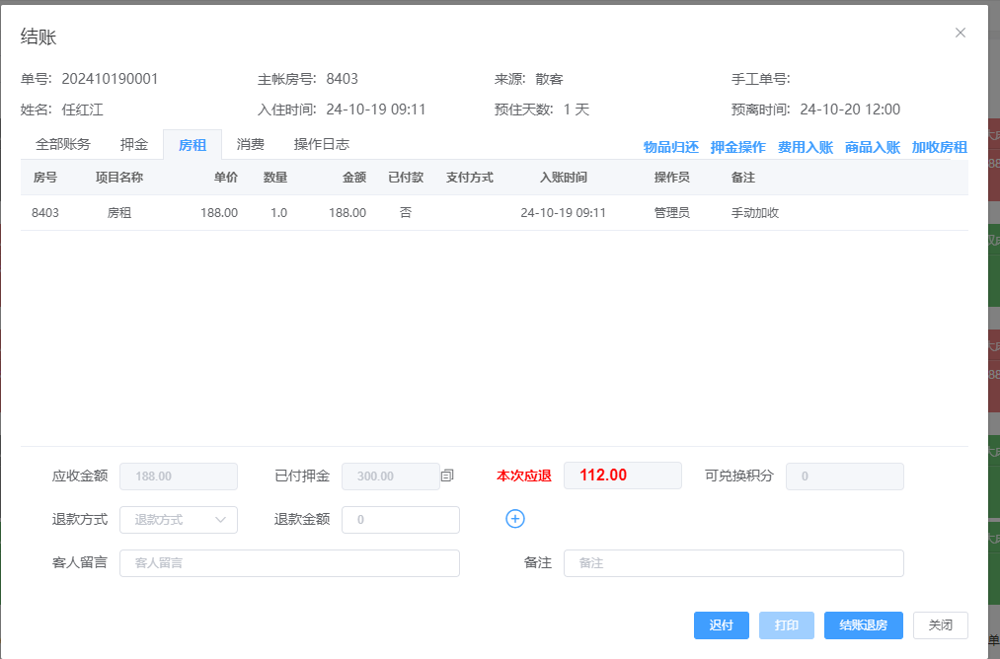 结账
单号: 202410190001 主帐房号: 8403 来源: 散客 手工单号:
姓名: 任红江 入住时间: 24-10-19 09:11 预住天数: 1 天 预离时间: 24-10-20 12:00
全部账务 押金 房租 消费 操作日志 物品归还 押金操作 费用入账 商品入账 加收房租
房号 项目名称 单价 数量 金额 已付款 支付方式 入账时间 操作员 备注
8403 房租 188.00 1.0 188.00 否 24-10-19 09:11 管理员 手动加收
应收金额 188.00 已付押金 300.00 本次应退 112.00 可兑换积分 0
退款方式 退款方式 退款金额 0
客人留言 客人留言 备注 备注
迟付 打印 结账退房 关闭
单